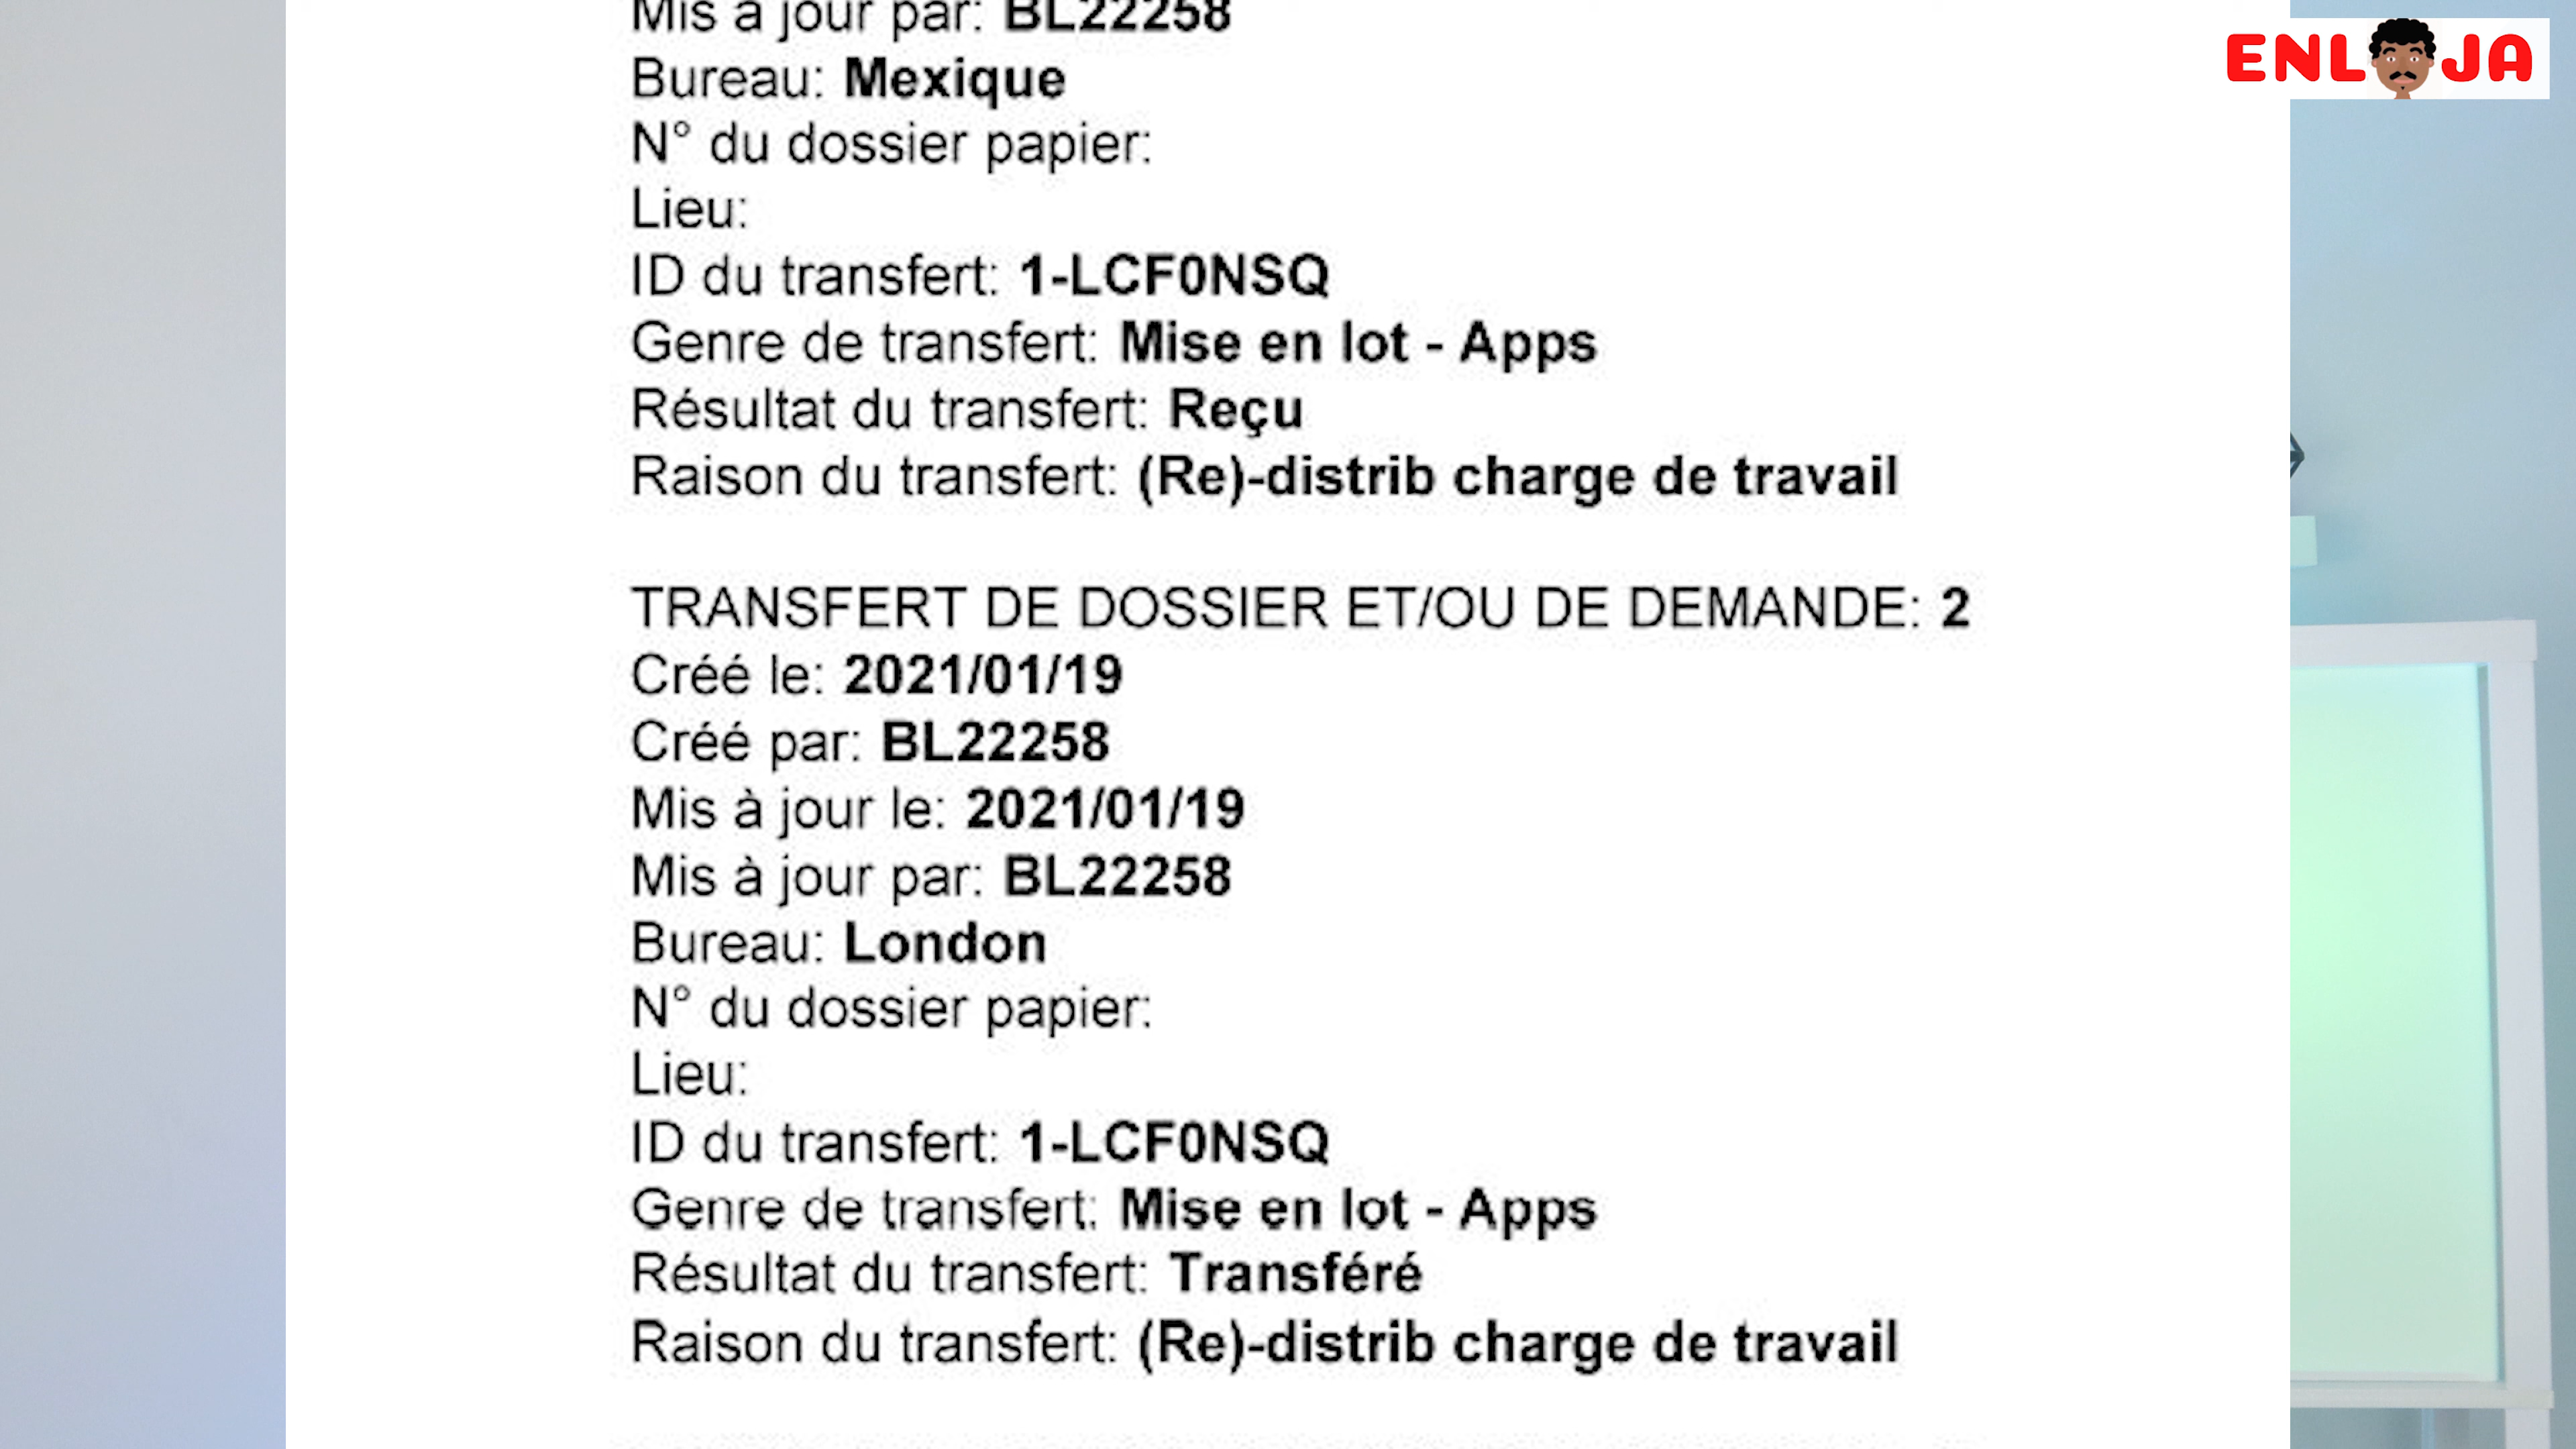 Mis à jour par: BL22258
ENLOJA
Bureau: Mexique
N° du dossier papier:
Lieu:
ID du transfert: 1-LCF0NSQ
Genre de transfert: Mise en lot - Apps
Résultat du transfert: Reçu
Raison du transfert: (Re)-distrib charge de travail
TRANSFERT DE DOSSIER ET/OU DE DEMANDE: 2
Créé le: 2021/01/19
Créé par: BL22258
Mis à jour le: 2021/01/19
Mis à jour par: BL22258
Bureau: London
N° du dossier papier:
Lieu:
ID du transfert: 1-LCF0NSQ
Genre de transfert: Mise en lot - Apps
Résultat du transfert: Transféré
Raison du transfert: (Re)-distrib charge de travail